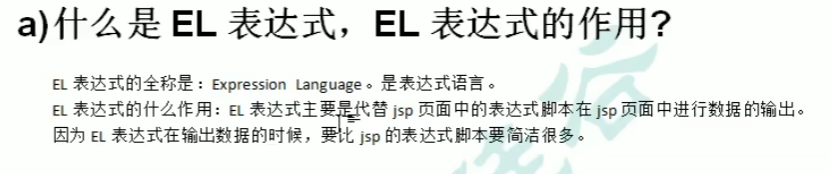 a)什么是 EL 表达式，EL 表达式的作用?
EL 表达式的全称是：Expression Language。是表达式语言。
EL 表达式的什么作用：EL 表达式主要是代替 jsp 页面中的表达式脚本在 jsp 页面中进行数据的输出。
因为 EL 表达式在输出数据的时候，要比 jsp 的表达式脚本要简洁很多。